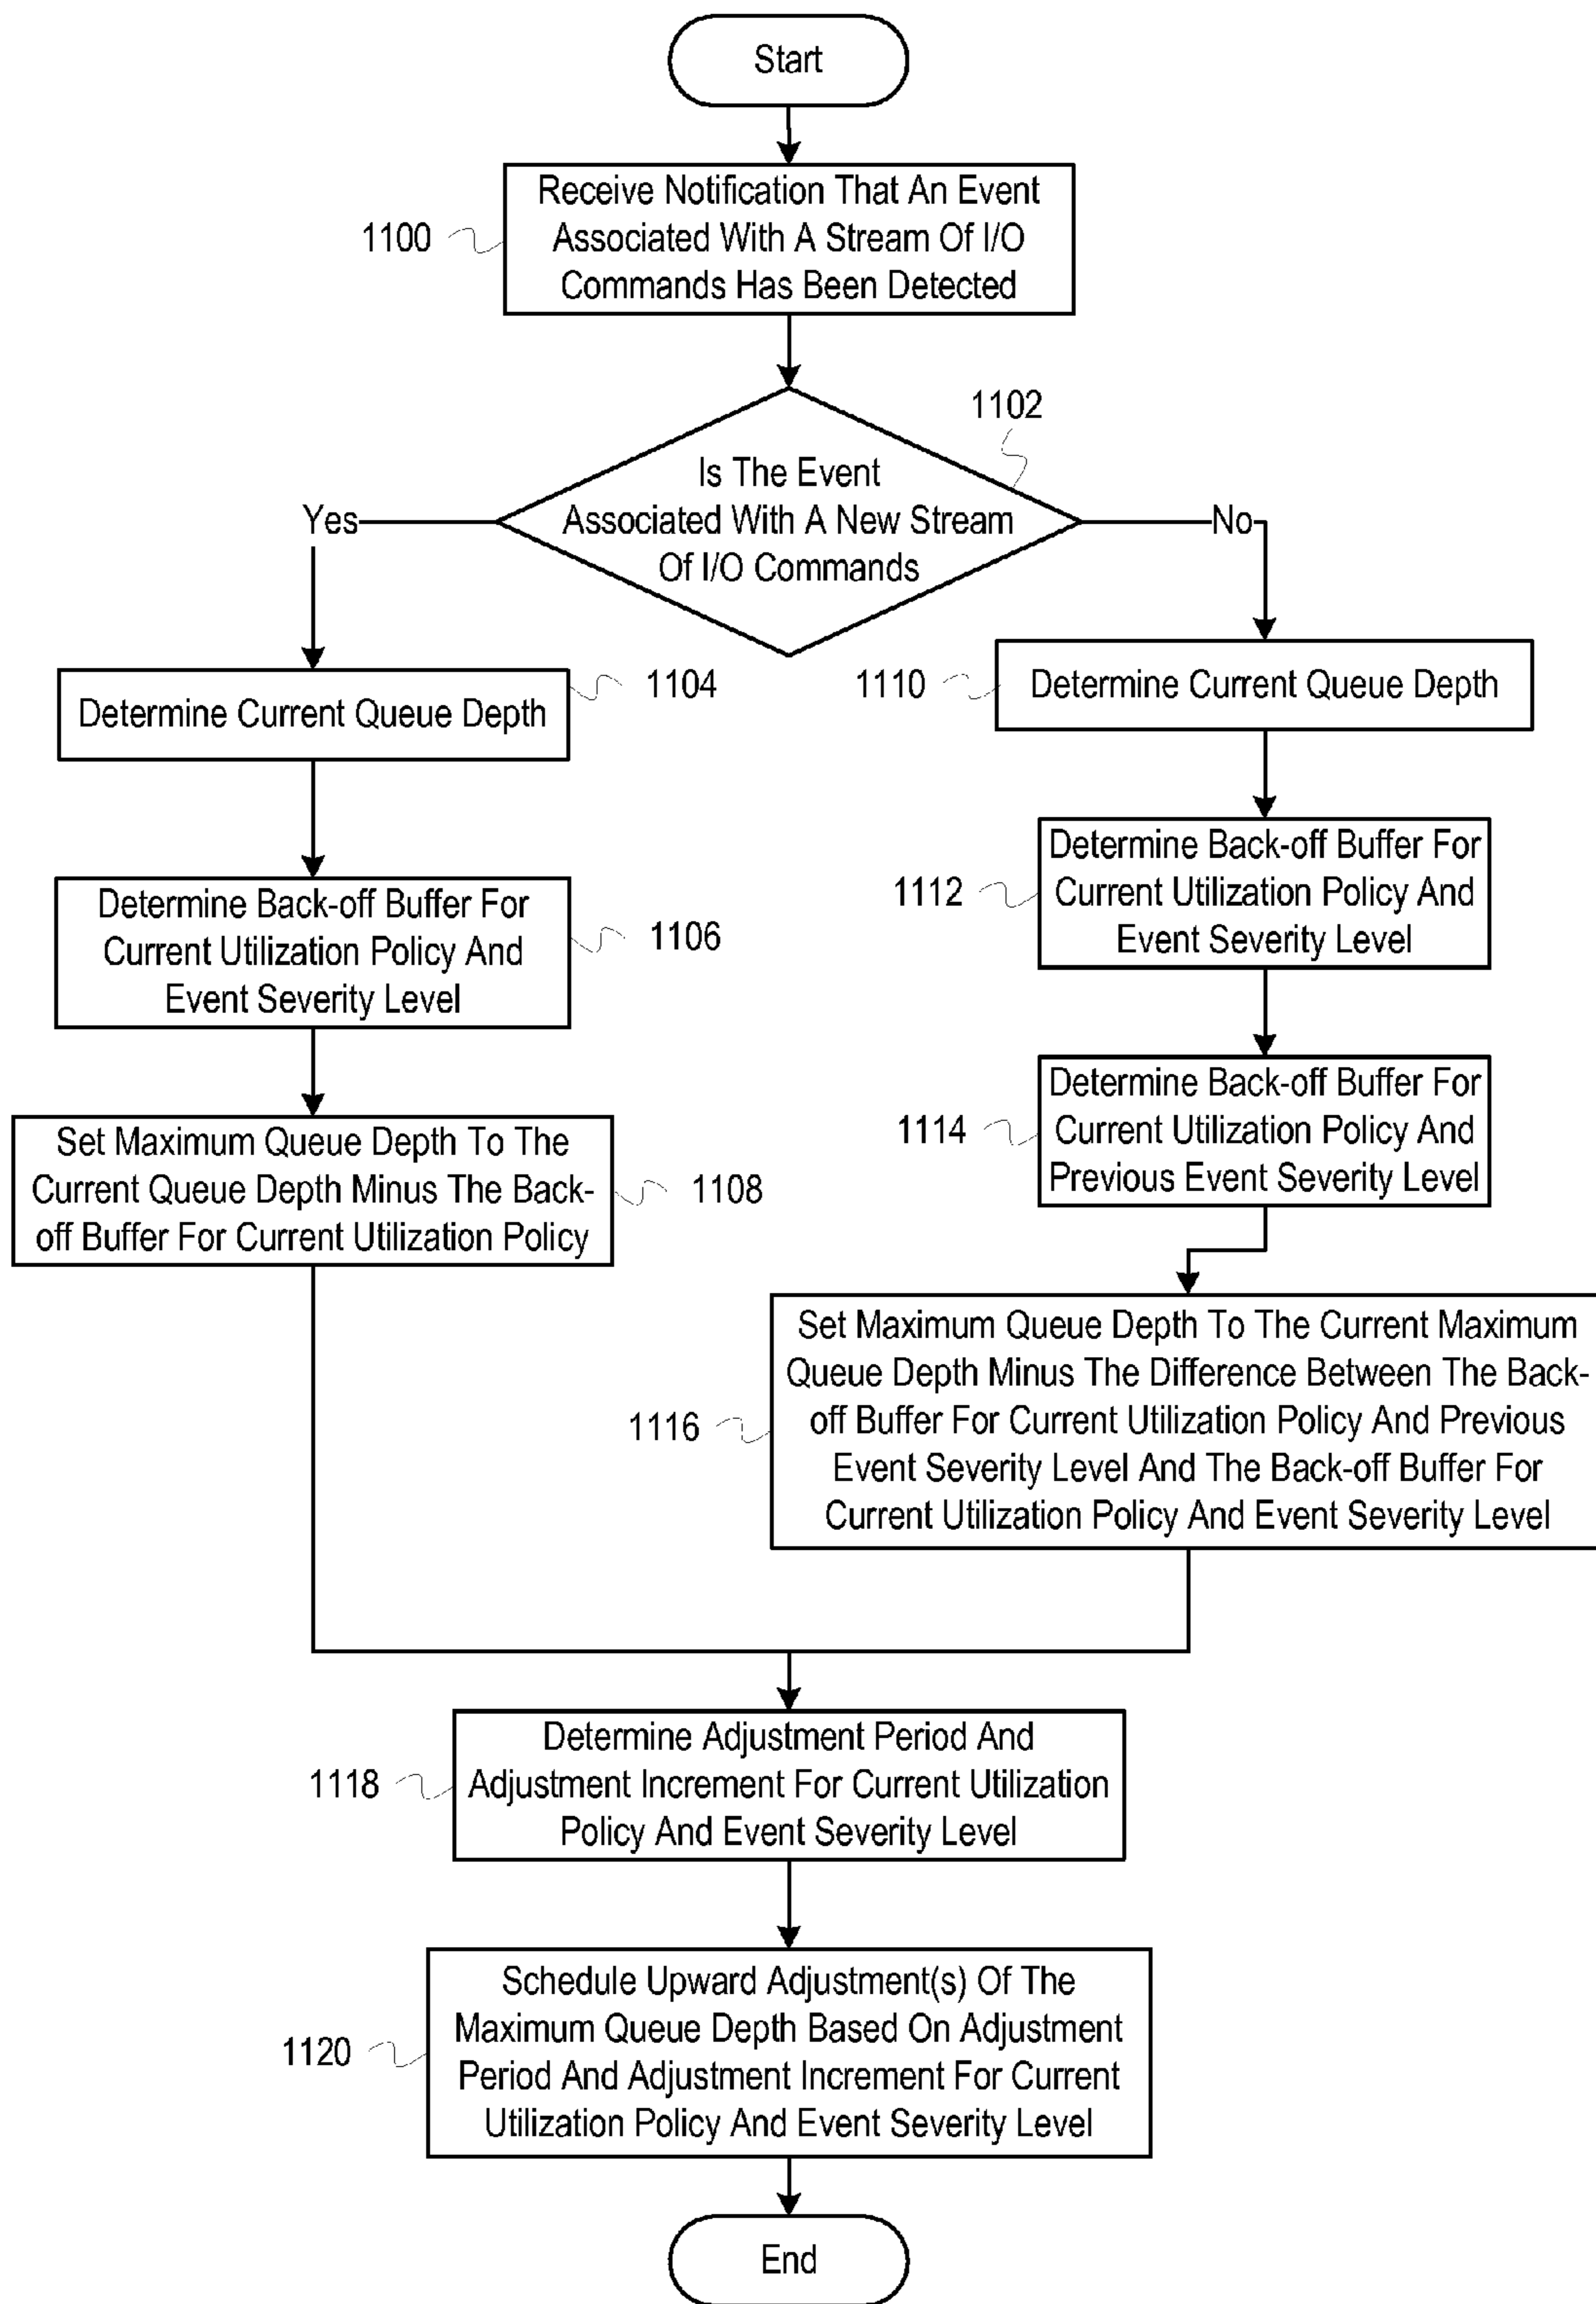 Start
Receive Notification That An Event
Associated With A Stream Of I/O
Commands Has Been Detected
1100
1102
Is The Event
Associated With A New Stream
Of I/O Commands
Yes
No
Determine Current Queue Depth
1104
Determine Back-off Buffer For
Current Utilization Policy And
Event Severity Level
1106
Set Maximum Queue Depth To The
Current Queue Depth Minus The Back-
off Buffer For Current Utilization Policy
1108
1110
Determine Current Queue Depth
1112
Determine Back-off Buffer For
Current Utilization Policy And
Event Severity Level
1114
Determine Back-off Buffer For
Current Utilization Policy And
Previous Event Severity Level
1116
Set Maximum Queue Depth To The Current Maximum
Queue Depth Minus The Difference Between The Back-
off Buffer For Current Utilization Policy And Previous
Event Severity Level And The Back-off Buffer For
Current Utilization Policy And Event Severity Level
1118
Determine Adjustment Period And
Adjustment Increment For Current Utilization
Policy And Event Severity Level
1120
Schedule Upward Adjustment(s) Of The
Maximum Queue Depth Based On Adjustment
Period And Adjustment Increment For Current
Utilization Policy And Event Severity Level
End